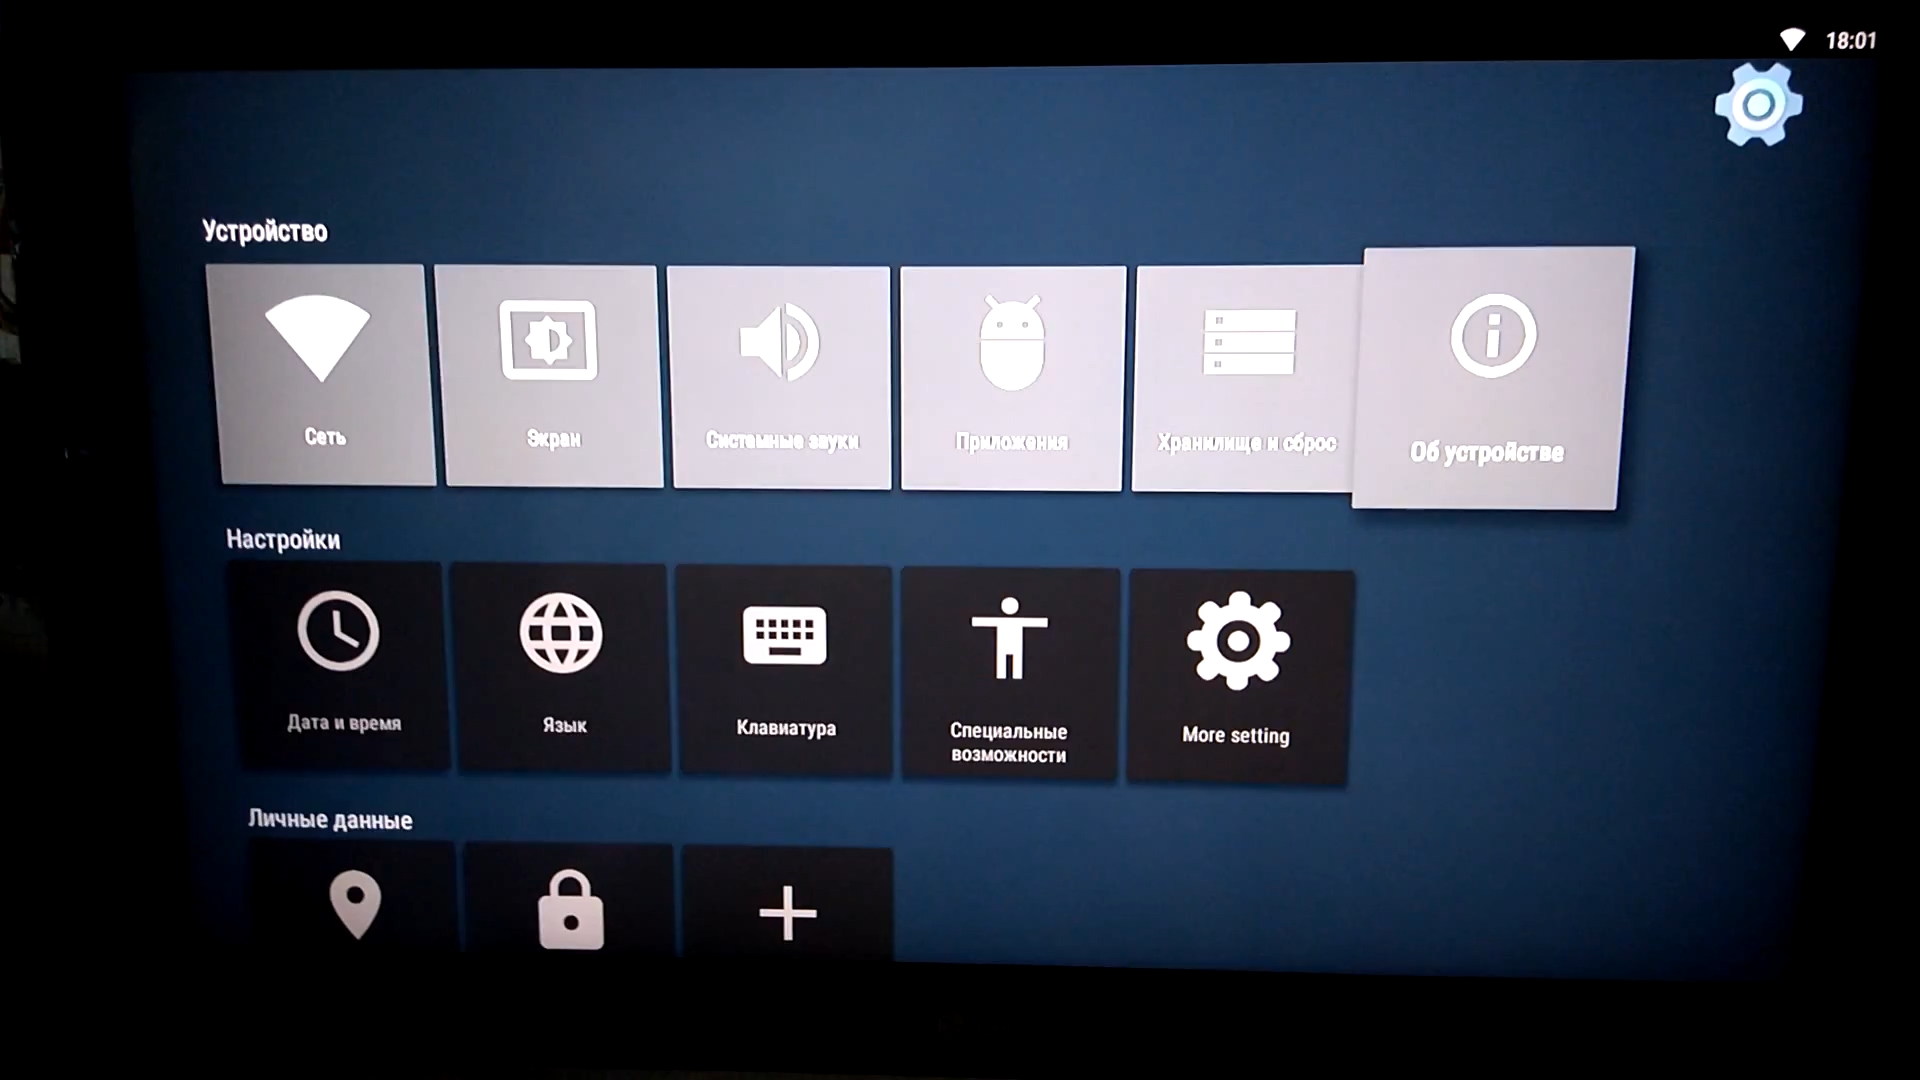 18:01
Устройство
Сеть
Экран
Системные звуки
Приложения
Хранилище и сброс
Об устройстве
Настройки
Дата и время
Язык
Клавиатура
Специальные
возможности
More setting
Личные данные